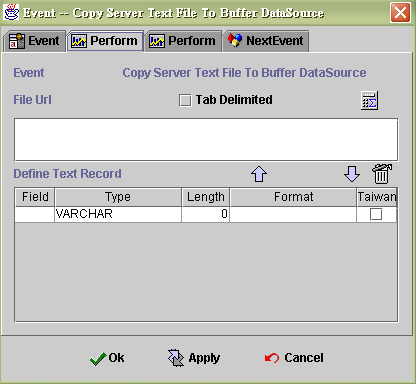 Event -- Copy Server Text File To Buffer DataSource
Event Perform Perform NextEvent
Event Copy Server Text File To Buffer DataSource
File Url Tab Delimited
Define Text Record
Field Type Length Format Taiwan
VARCHAR 0
Ok Apply Cancel